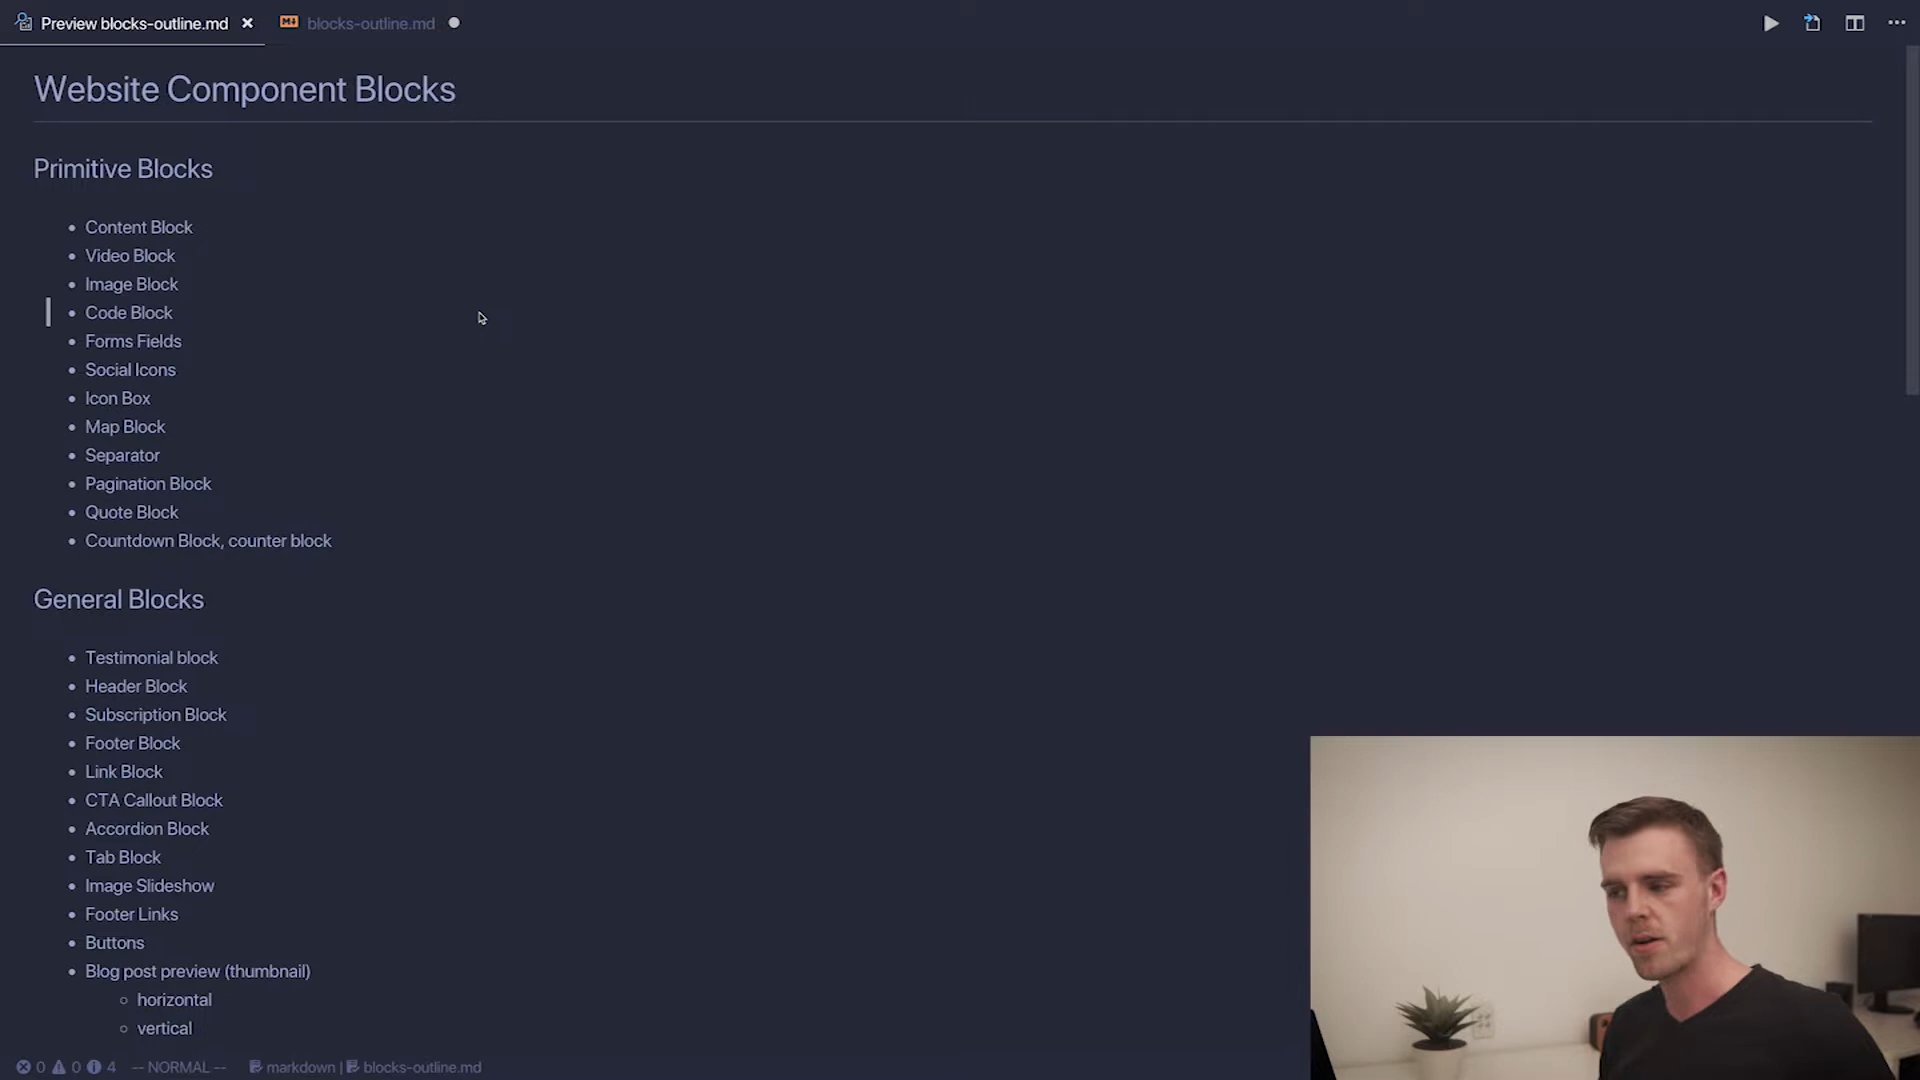 Preview blocks-outline.md
blocks-outline.md
Website Component Blocks
Primitive Blocks
Content Block
Video Block
Image Block
Code Block
Forms Fields
Social Icons
Icon Box
Map Block
Separator
Pagination Block
Quote Block
Countdown Block, counter block
General Blocks
Testimonial block
Header Block
Subscription Block
Footer Block
Link Block
CTA Callout Block
Accordion Block
Tab Block
Image Slideshow
Footer Links
Buttons
Blog post preview (thumbnail)
horizontal
vertical
0 0 4 -- NORMAL -- markdown | blocks-outline.md